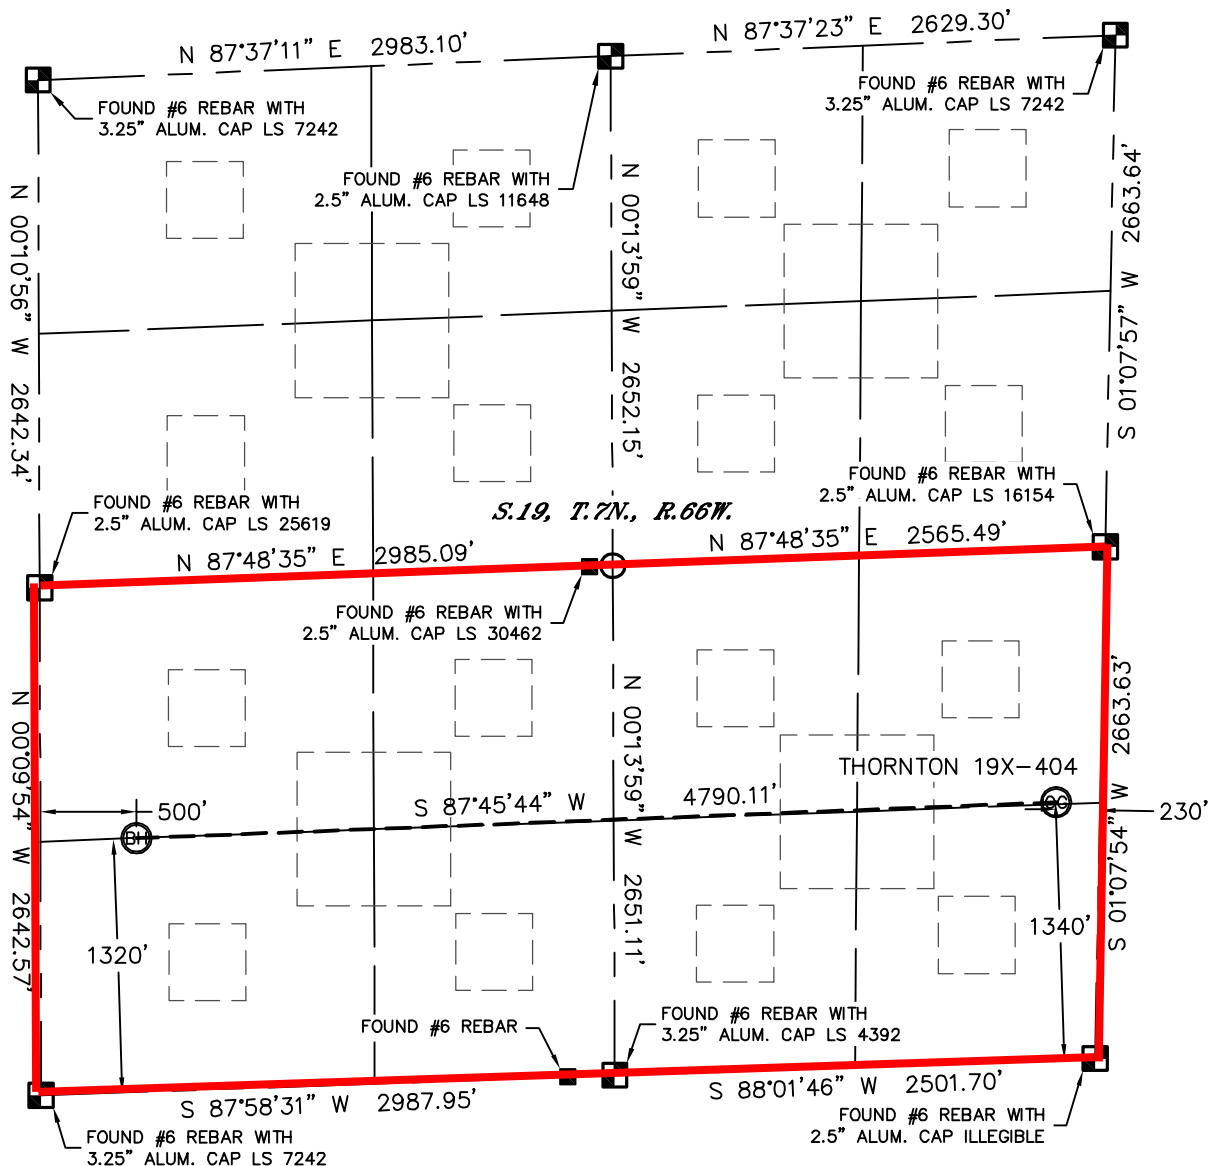 N 87°37'11" E 2983.10'
N 87°37'23" E 2629.30'
FOUND #6 REBAR WITH
3.25" ALUM. CAP LS 7242
FOUND #6 REBAR WITH
3.25" ALUM. CAP LS 7242
FOUND #6 REBAR WITH
2.5" ALUM. CAP LS 11648
N 00°10'56" W 2642.34'
N 00°13'59" W 2652.15'
S 01°07'57" W 2663.64'
FOUND #6 REBAR WITH
2.5" ALUM. CAP LS 25619
FOUND #6 REBAR WITH
2.5" ALUM. CAP LS 16154
S.19, T.7N., R.66W.
N 87°48'35" E 2985.09'
N 87°48'35" E 2565.49'
FOUND #6 REBAR WITH
2.5" ALUM. CAP LS 30462
N 00°09'54" W 2642.57'
N 00°13'59" W 2651.11'
S 01°07'54" W 2663.63'
THORNTON 19X-404
500'
S 87°45'44" W 4790.11'
230'
BH
1320'
1340'
FOUND #6 REBAR
FOUND #6 REBAR WITH
3.25" ALUM. CAP LS 4392
S 87°58'31" W 2987.95'
S 88°01'46" W 2501.70'
FOUND #6 REBAR WITH
2.5" ALUM. CAP ILLEGIBLE
FOUND #6 REBAR WITH
3.25" ALUM. CAP LS 7242